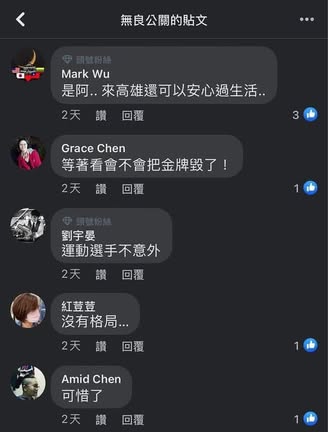 無良公關的貼文
頭號粉絲
Mark Wu
是阿.. 來高雄還可以安心過生活..
2天 讚 回覆 3
Grace Chen
等著看會不會把金牌毀了！
2天 讚 回覆 1
頭號粉絲
劉宇晏
運動選手不意外
2天 讚 回覆
紅荳荳
沒有格局...
2天 讚 回覆 1
Amid Chen
可惜了
2天 讚 回覆 1